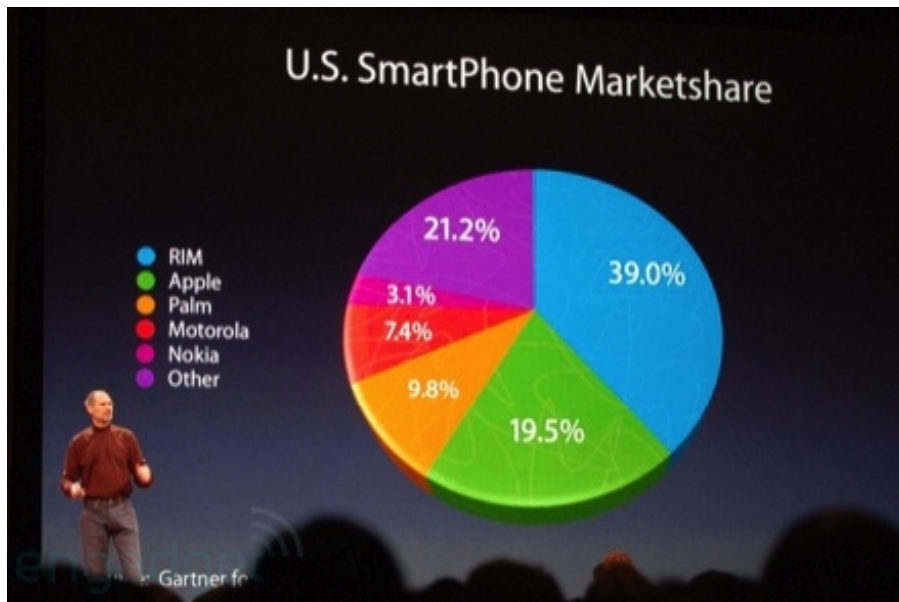 U.S. SmartPhone Marketshare
21.2%
39.0%
3.1%
7.4%
9.8%
19.5%
RIM
Apple
Palm
Motorola
Nokia
Other
engadget
Gartner